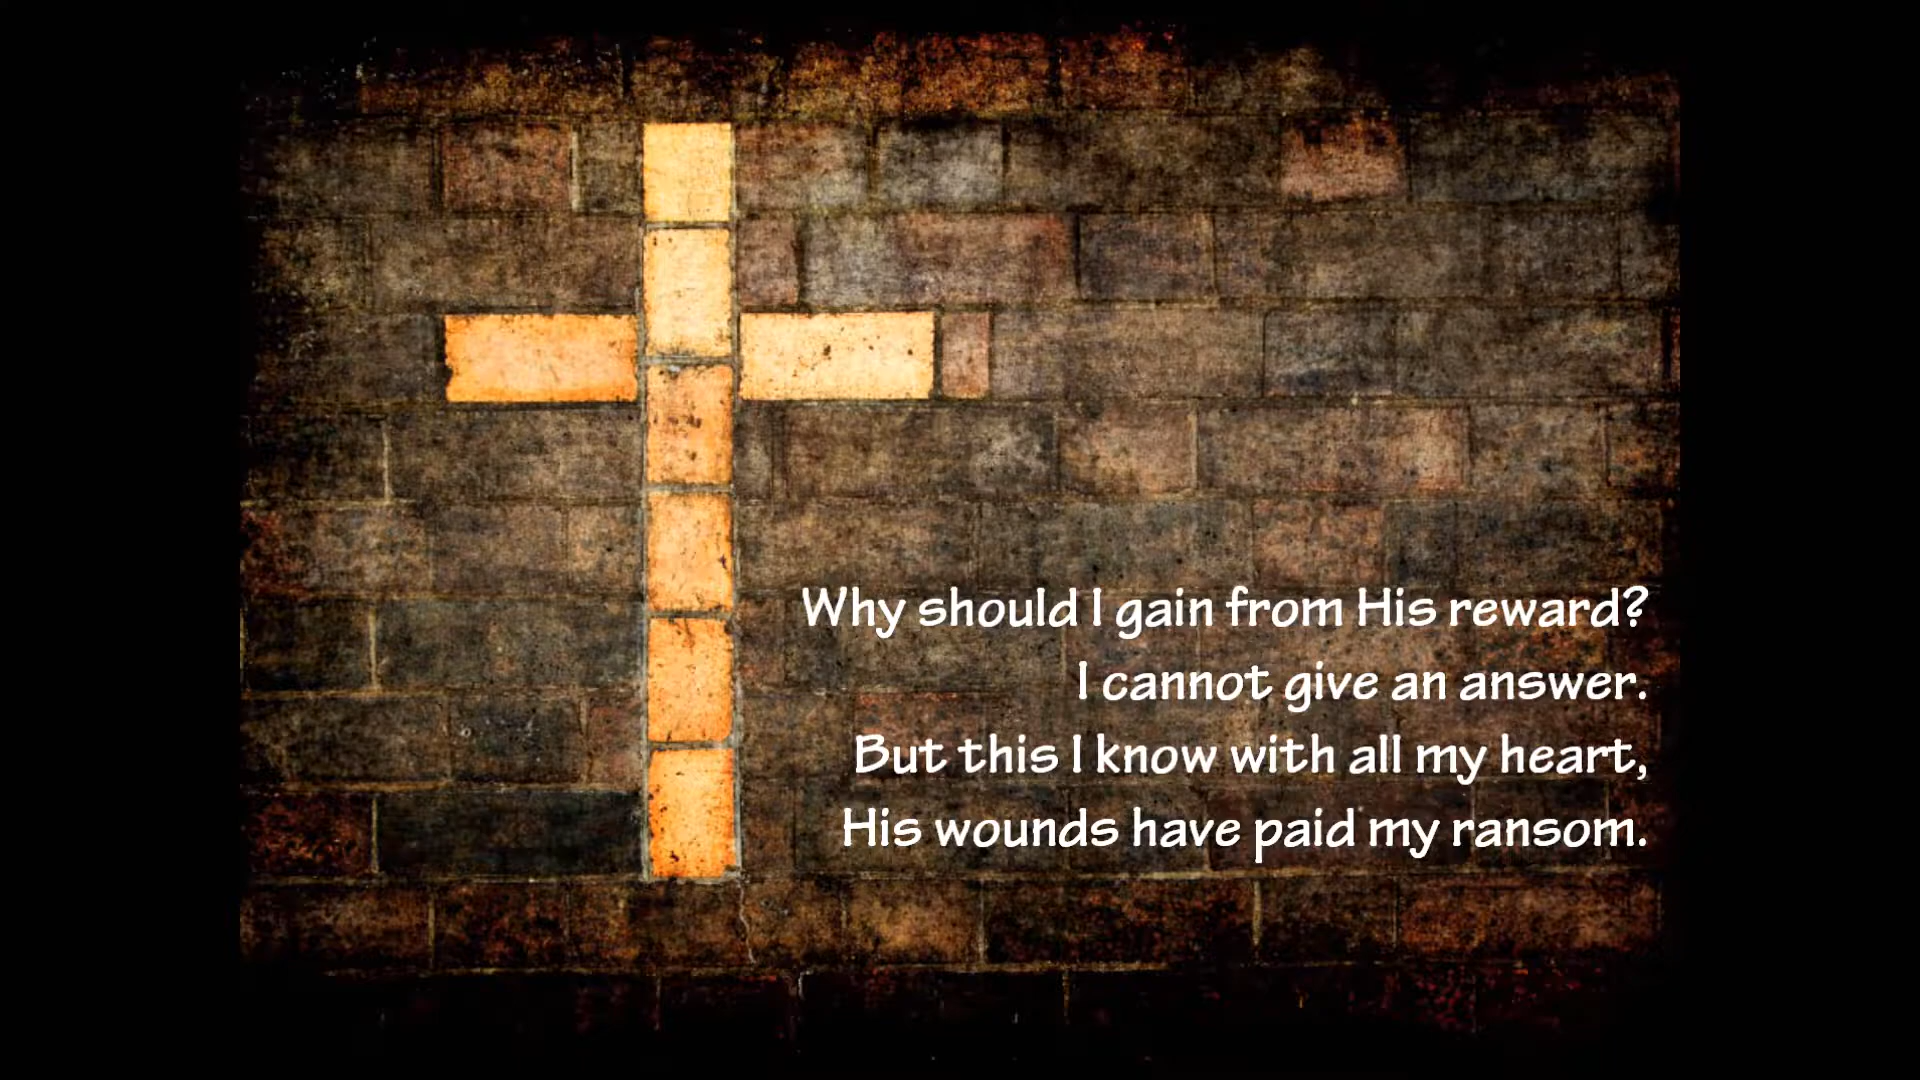 Why should I gain from His reward?
I cannot give an answer.
But this I know with all my heart,
His wounds have paid my ransom.